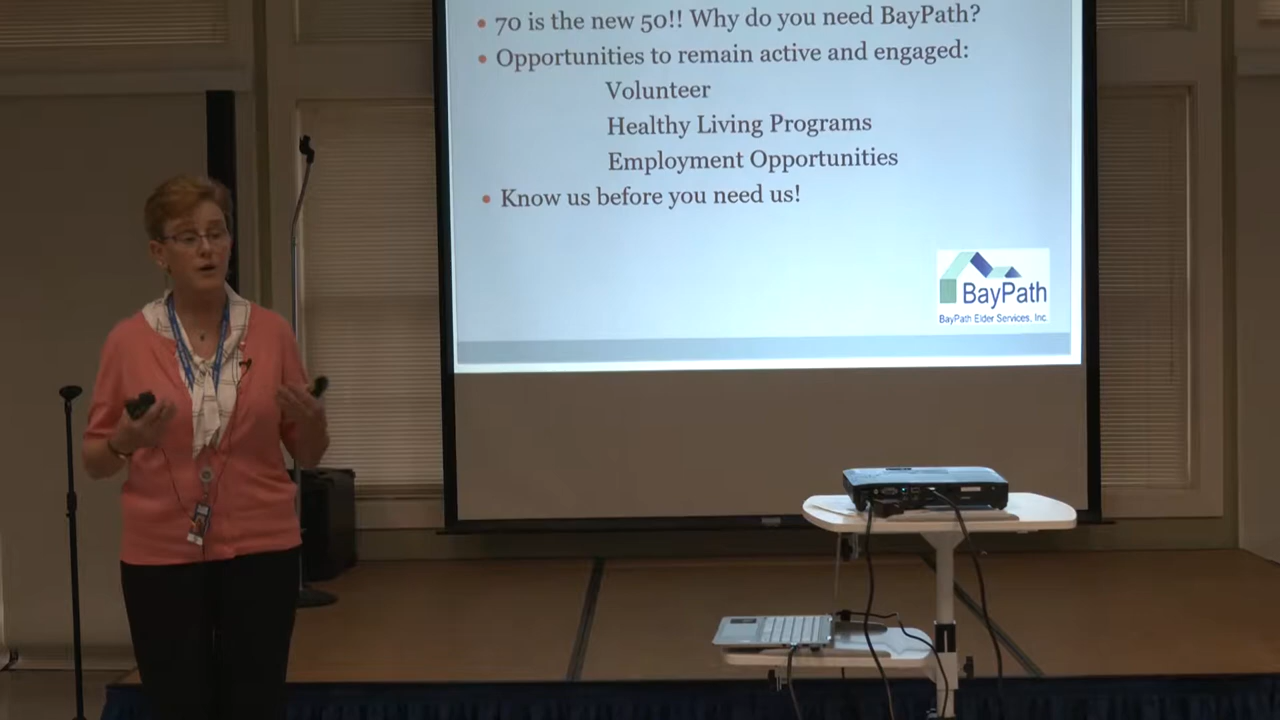 70 is the new 50!! Why do you need BayPath?
Opportunities to remain active and engaged:
Volunteer
Healthy Living Programs
Employment Opportunities
Know us before you need us!
BayPath
BayPath Elder Services, Inc.